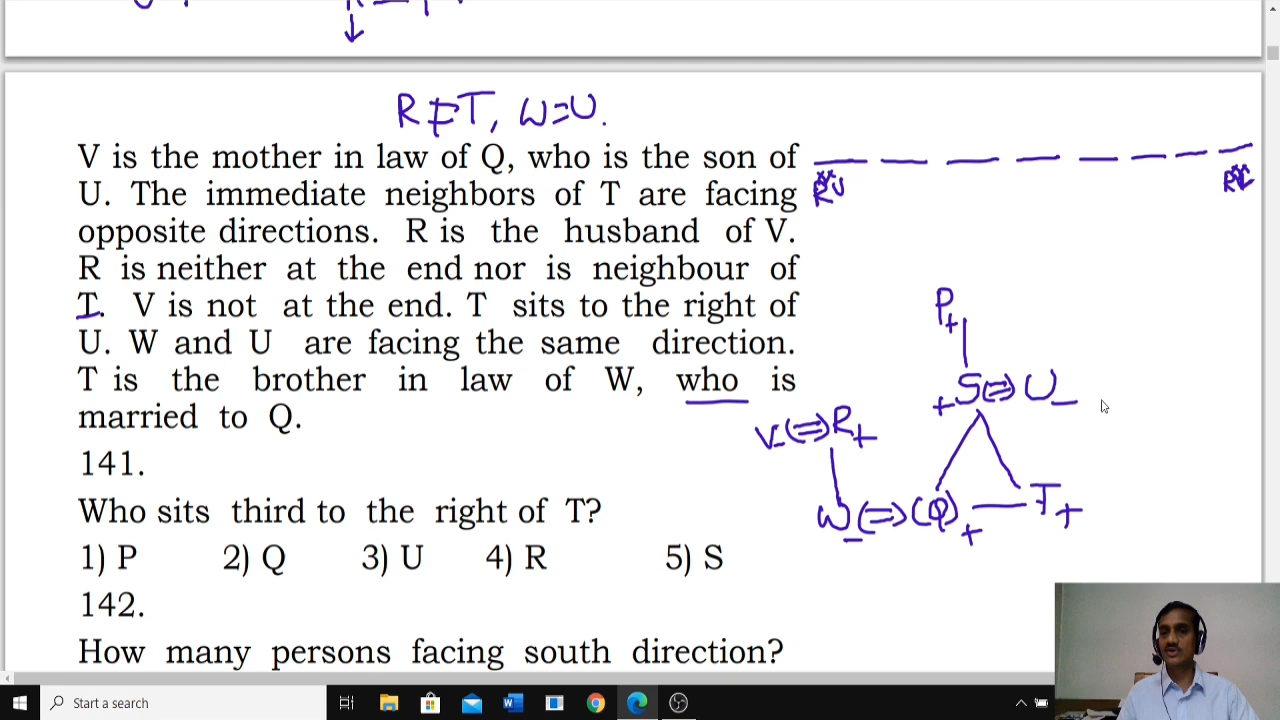 R ≠ T, W=U.
V is the mother in law of Q, who is the son of
U. The immediate neighbors of T are facing
opposite directions. R is the husband of V.
R is neither at the end nor is neighbour of
T. V is not at the end. T sits to the right of
U. W and U are facing the same direction.
T is the brother in law of W, who is
married to Q.
P+
+S⇔U−
V−⇔R+
W−⇔(Q)+ — T+
141.
Who sits third to the right of T?
1) P 2) Q 3) U 4) R 5) S
142.
How many persons facing south direction?
Start a search